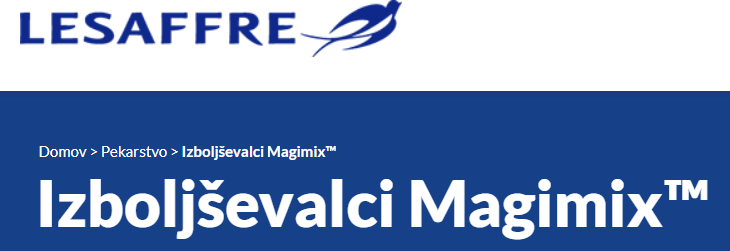 LESAFFRE
Domov > Pekarstvo > Izboljševalci Magimix™
Izboljševalci Magimix™